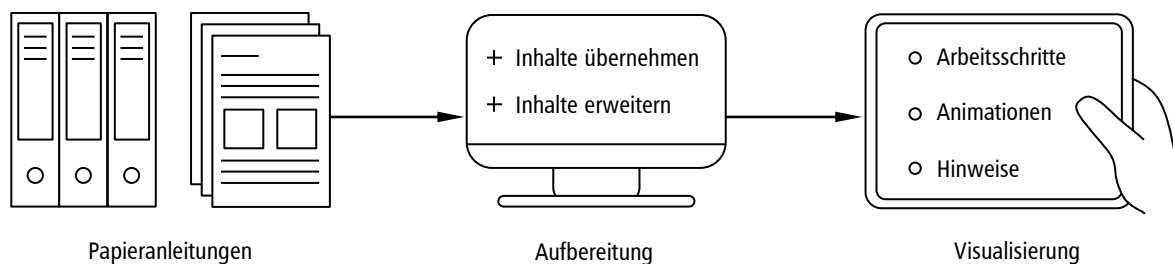 + Inhalte übernehmen
+ Inhalte erweitern
Arbeitsschritte
Animationen
Hinweise
Papieranleitungen
Aufbereitung
Visualisierung